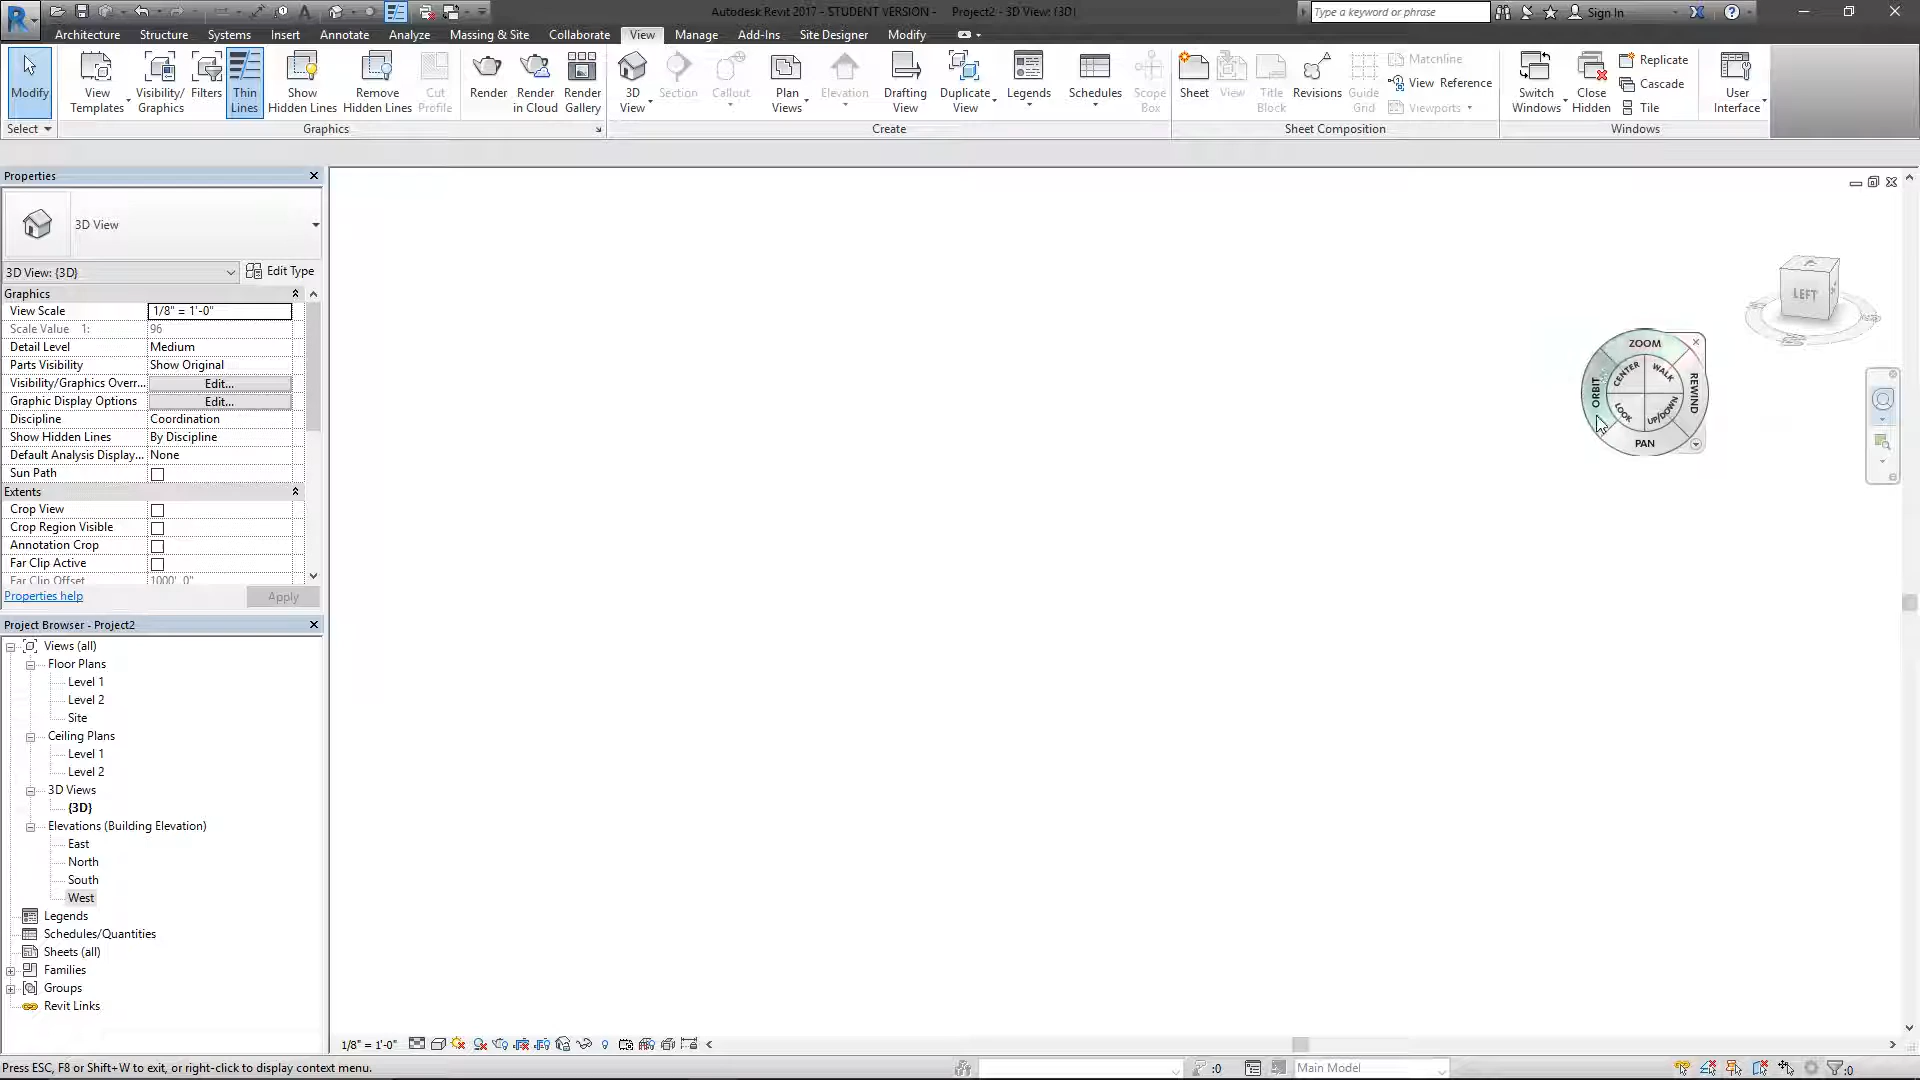 Autodesk Revit 2017 - STUDENT VERSION - Project2 - 3D View: {3D}
Type a keyword or phrase
Sign In
Architecture Structure Systems Insert Annotate Analyze Massing & Site Collaborate View Manage Add-Ins Site Designer Modify
Modify
View Templates
Visibility/ Graphics
Filters
Thin Lines
Show Hidden Lines
Remove Hidden Lines
Cut Profile
Render
Render in Cloud
Render Gallery
3D View
Section
Callout
Plan Views
Elevation
Drafting View
Duplicate View
Legends
Schedules
Scope Box
Sheet
View
Title Block
Revisions
Guide Grid
Matchline
View Reference
Viewports
Switch Windows
Close Hidden
Replicate
Cascade
Tile
User Interface
Select
Graphics
Create
Sheet Composition
Windows
Properties
3D View
3D View: {3D}
Edit Type
Graphics
View Scale 1/8" = 1'-0"
Scale Value 1: 96
Detail Level Medium
Parts Visibility Show Original
Visibility/Graphics Overr... Edit...
Graphic Display Options Edit...
Discipline Coordination
Show Hidden Lines By Discipline
Default Analysis Display... None
Sun Path
Extents
Crop View
Crop Region Visible
Annotation Crop
Far Clip Active
Far Clip Offset 1000' 0"
Properties help
Apply
Project Browser - Project2
Views (all)
Floor Plans
Level 1
Level 2
Site
Ceiling Plans
Level 1
Level 2
3D Views
{3D}
Elevations (Building Elevation)
East
North
South
West
Legends
Schedules/Quantities
Sheets (all)
Families
Groups
Revit Links
LEFT
ZOOM
ORBIT
CENTER
WALK
REWIND
LOOK
UP/DOWN
PAN
1/8" = 1'-0"
Press ESC, F8 or Shift+W to exit, or right-click to display context menu.
:0
Main Model
:0